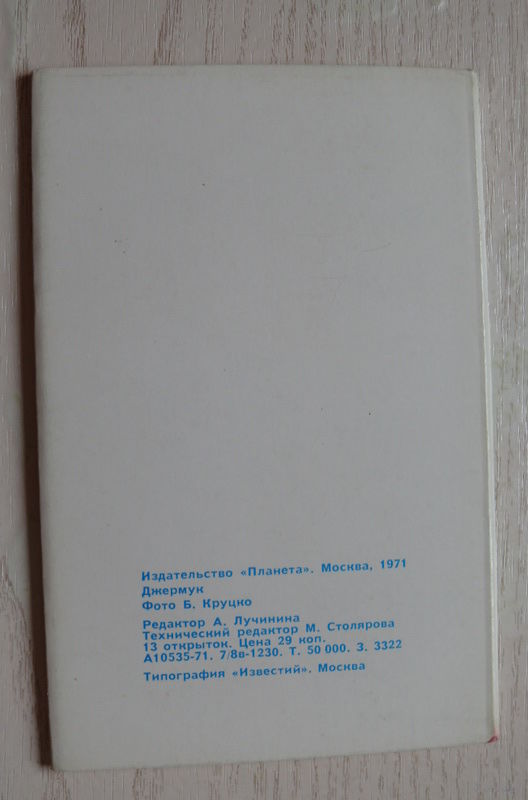 Издательство «Планета». Москва, 1971
Джермук
Фото Б. Круцко
Редактор А. Лучинина
Технический редактор М. Столярова
13 открыток. Цена 29 коп.
А10535-71. 7/8в-1230. Т. 50 000. З. 3322
Типография «Известий». Москва